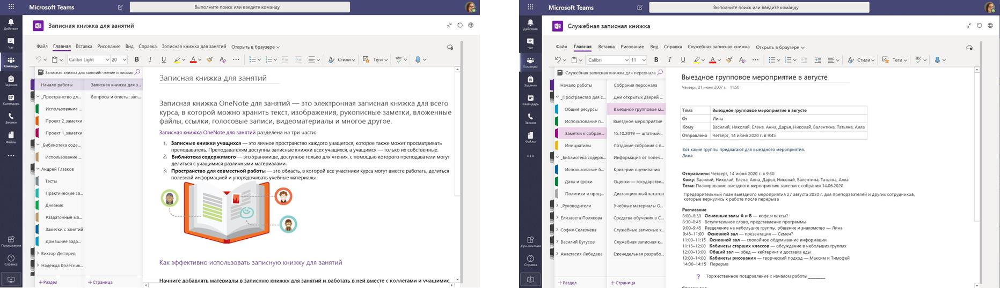 Microsoft Teams
Выполните поиск или введите команду
Действия
Чат
Команды
Задания
Календарь
Звонки
Файлы
Приложения
Справка
Записная книжка для занятий
Файл Главная Вставка Рисование Вид Справка Записная книжка для занятий Открыть в браузере
Calibri Light 20 B I U A Стили Теги abc
Записная книжка для занятий: чтение и письмо
Начало работы
_Пространство дл...
Использование ...
Проект 2_заметки
Проект 1_заметки
_Библиотека соде...
Использование ...
Андрей Глазков
Тесты
Практические за...
Дневник
Раздаточные ма...
Заметки с занятий
Домашнее зада...
Виктор Дегтярев
Надежда Колесник...
+Раздел
Записная книжка для з...
Вопросы и ответы: зап...
+Страница
Записная книжка для занятий
Записная книжка OneNote для занятий — это электронная записная книжка для всего
курса, в которой можно хранить текст, изображения, рукописные заметки, вложенные
файлы, ссылки, голосовые записи, видеоматериалы и многое другое.
Записная книжка OneNote для занятий разделена на три части:
1. Записные книжки учащихся — это личное пространство каждого учащегося, которое также может просматривать
преподаватель. Преподавателям доступны записные книжки всех учащихся, а учащимся — только их собственные.
2. Библиотека содержимого — это хранилище, доступное только для чтения, с помощью которого преподаватели могут
делиться с учащимися различными материалами.
3. Пространство для совместной работы — это область, в которой все участники курса могут вместе работать, делиться
полезной информацией и упорядочивать учебные материалы.
Как эффективно использовать записную книжку для занятий
Начните добавлять материалы в записную книжку для занятий и работать в ней вместе с коллегами и учащимис
Microsoft Teams
Выполните поиск или введите команду
Действия
Чат
Команды
Задания
Календарь
Звонки
Файлы
Приложения
Справка
Служебная записная книжка
Файл Главная Вставка Рисование Вид Справка Служебная записная книжка Открыть в браузере
Calibri 11 B I U A Стили Теги abc
Служебная записная книжка для персонала
Начало работы
_Пространство для с...
Общие ресурсы
Использование п...
Заметки к собран...
Инициативы
_Библиотека содерж...
Использование б...
Даты и сроки
Политики и проц...
_Руководители
Елизавета Полякова
София Селезнева
Василий Бутусов
Анастасия Лебедева
+Раздел
Собрания персонала
Дни открытых дверей ...
Выездное групповое м...
Выездное мероприятие
15.10.2019 — штатный...
Создание собрания с п...
Информация от попеч...
Критерии оценивания
Оценки — государстве...
Дистанционный хакатон
Учебные материалы О...
Средства обучения в С...
Служебные записные к...
Служебная записная к...
Еженедельная разрабо...
+Страница
Выездное групповое мероприятие в августе
Четверг, 21 июня 2007 г. 11:50
Тема Выездное групповое мероприятие в августе
От Лина
Кому Василий, Николай, Елена, Анна, Дарья, Николай, Валентина, Татьяна, Алла
Отправлено Четверг, 14 июня 2020 г. в 9:45
Вот какие группы предлагают для выездного мероприятия.
Лина
Отправлено: Четверг, 14 июня 2020 г. в 9:30
Кому: Василий, Николай, Елена, Анна, Дарья, Николай, Валентина, Татьяна, Алла
Тема: Планирование выездного мероприятия: заметки с собрания 14.06.2020
Предварительный план выездного мероприятия 27 августа 2020 г. для преподавателей и других сотрудников,
которые вернулись к работе после перерыва
Расписание
8:00–8:30 Основные залы А и Б — кофе и кексы?
8:30–8:45 Вступительное слово, представление программы
9:00–9:45 Разделение на небольшие группы, общение и знакомство — Лина
9:45–11:00 Основной зал — презентация — Семен?
11:00–11:15 Основной зал — спокойное обдумывание информации
11:15–12:00 Кабинеты старших классов — обсуждение в небольших группах
12:00–13:00 Общий зал — обед — кейтеринг и доставка еды
13:00–14:00 Кабинеты рисования — творческий подход — Максим и Тимофей
14:00–14:15 Перерыв
? Торжественное поздравление с началом работы _______